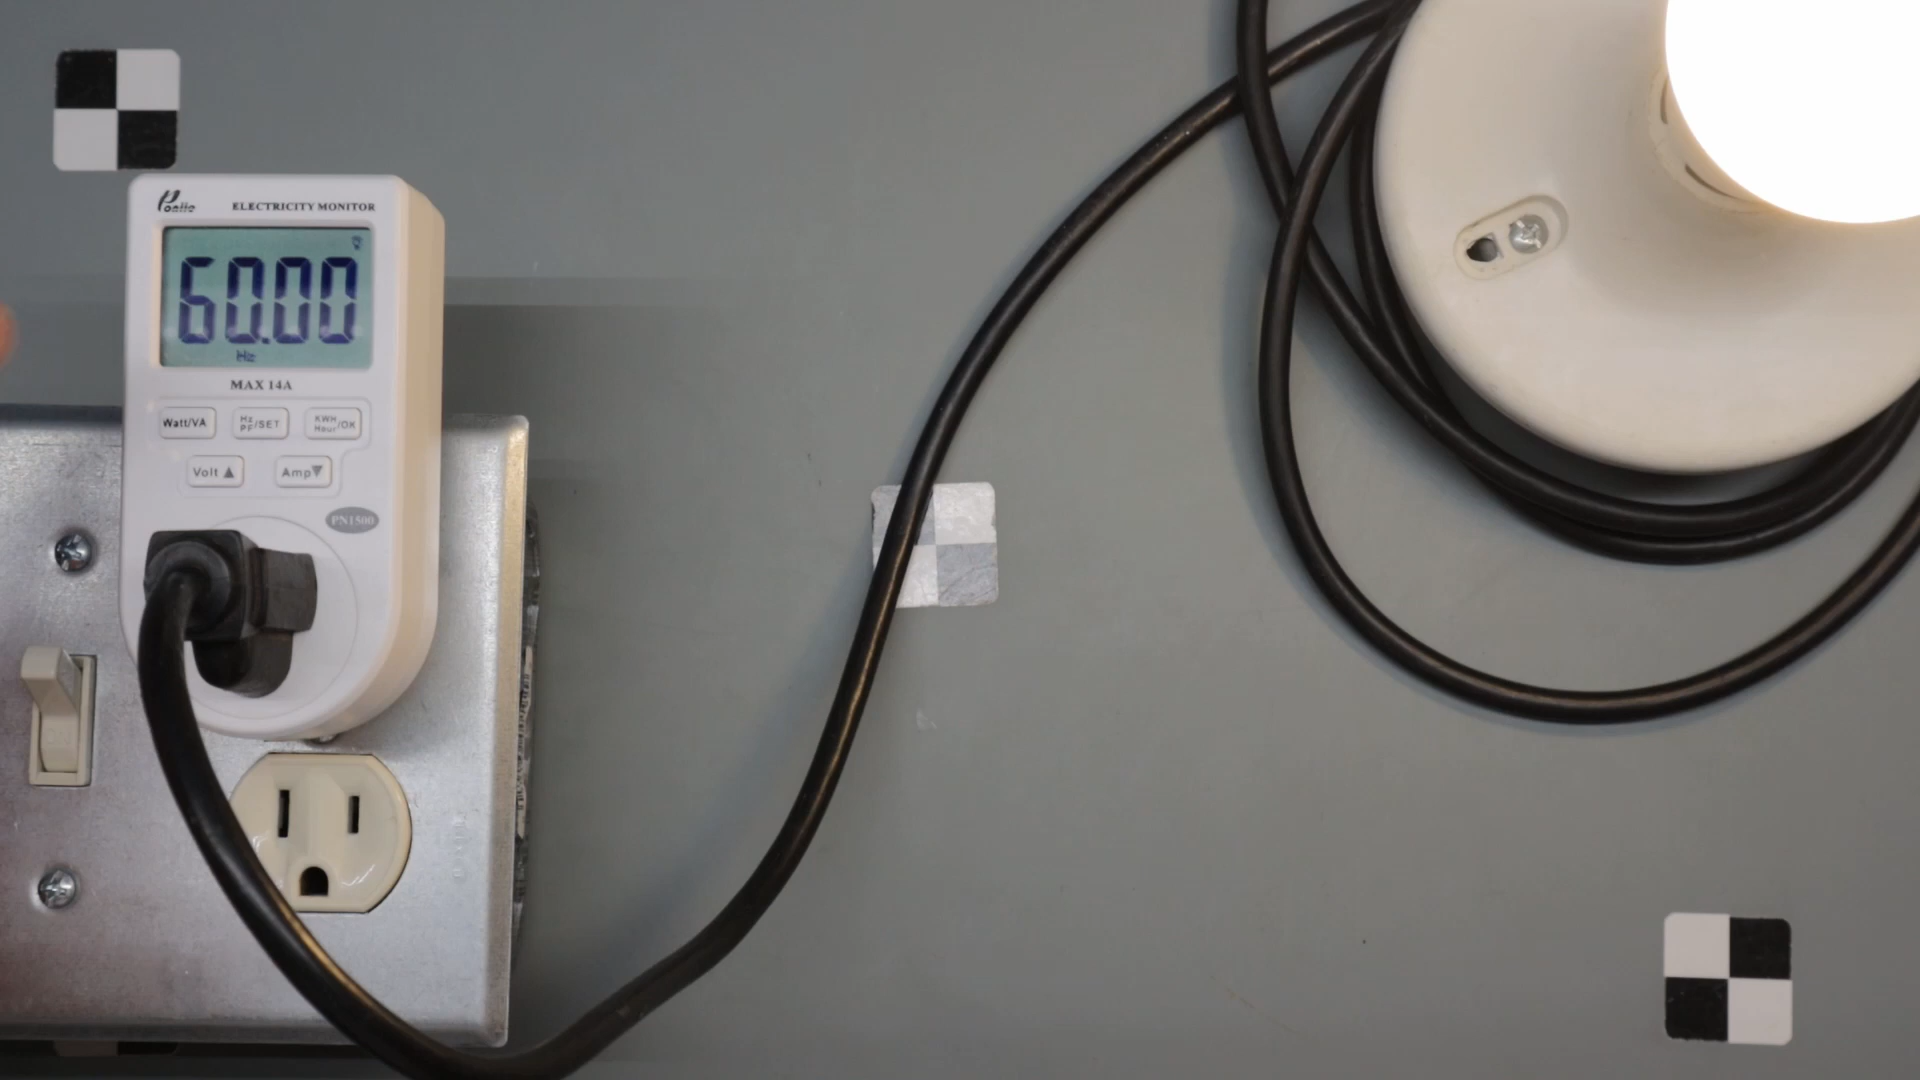 Poniie ELECTRICITY MONITOR
60.00
Hz
MAX 14A
Watt/VA Hz PF/SET KWH Hour/OK
Volt ▲ Amp▼
PN1500